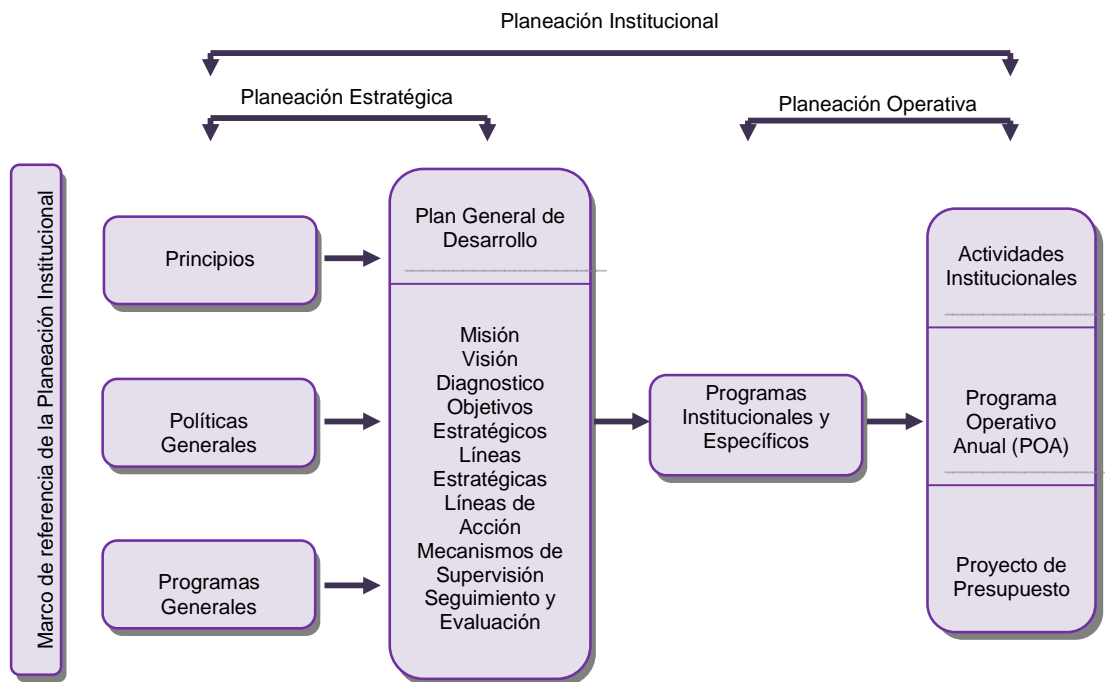 Planeación Institucional
Planeación Estratégica
Planeación Operativa
Marco de referencia de la Planeación Institucional
Principios
Políticas
Generales
Programas
Generales
Plan General de
Desarrollo
Misión
Visión
Diagnostico
Objetivos
Estratégicos
Líneas
Estratégicas
Líneas de
Acción
Mecanismos de
Supervisión
Seguimiento y
Evaluación
Programas
Institucionales y
Específicos
Actividades
Institucionales
Programa
Operativo
Anual (POA)
Proyecto de
Presupuesto